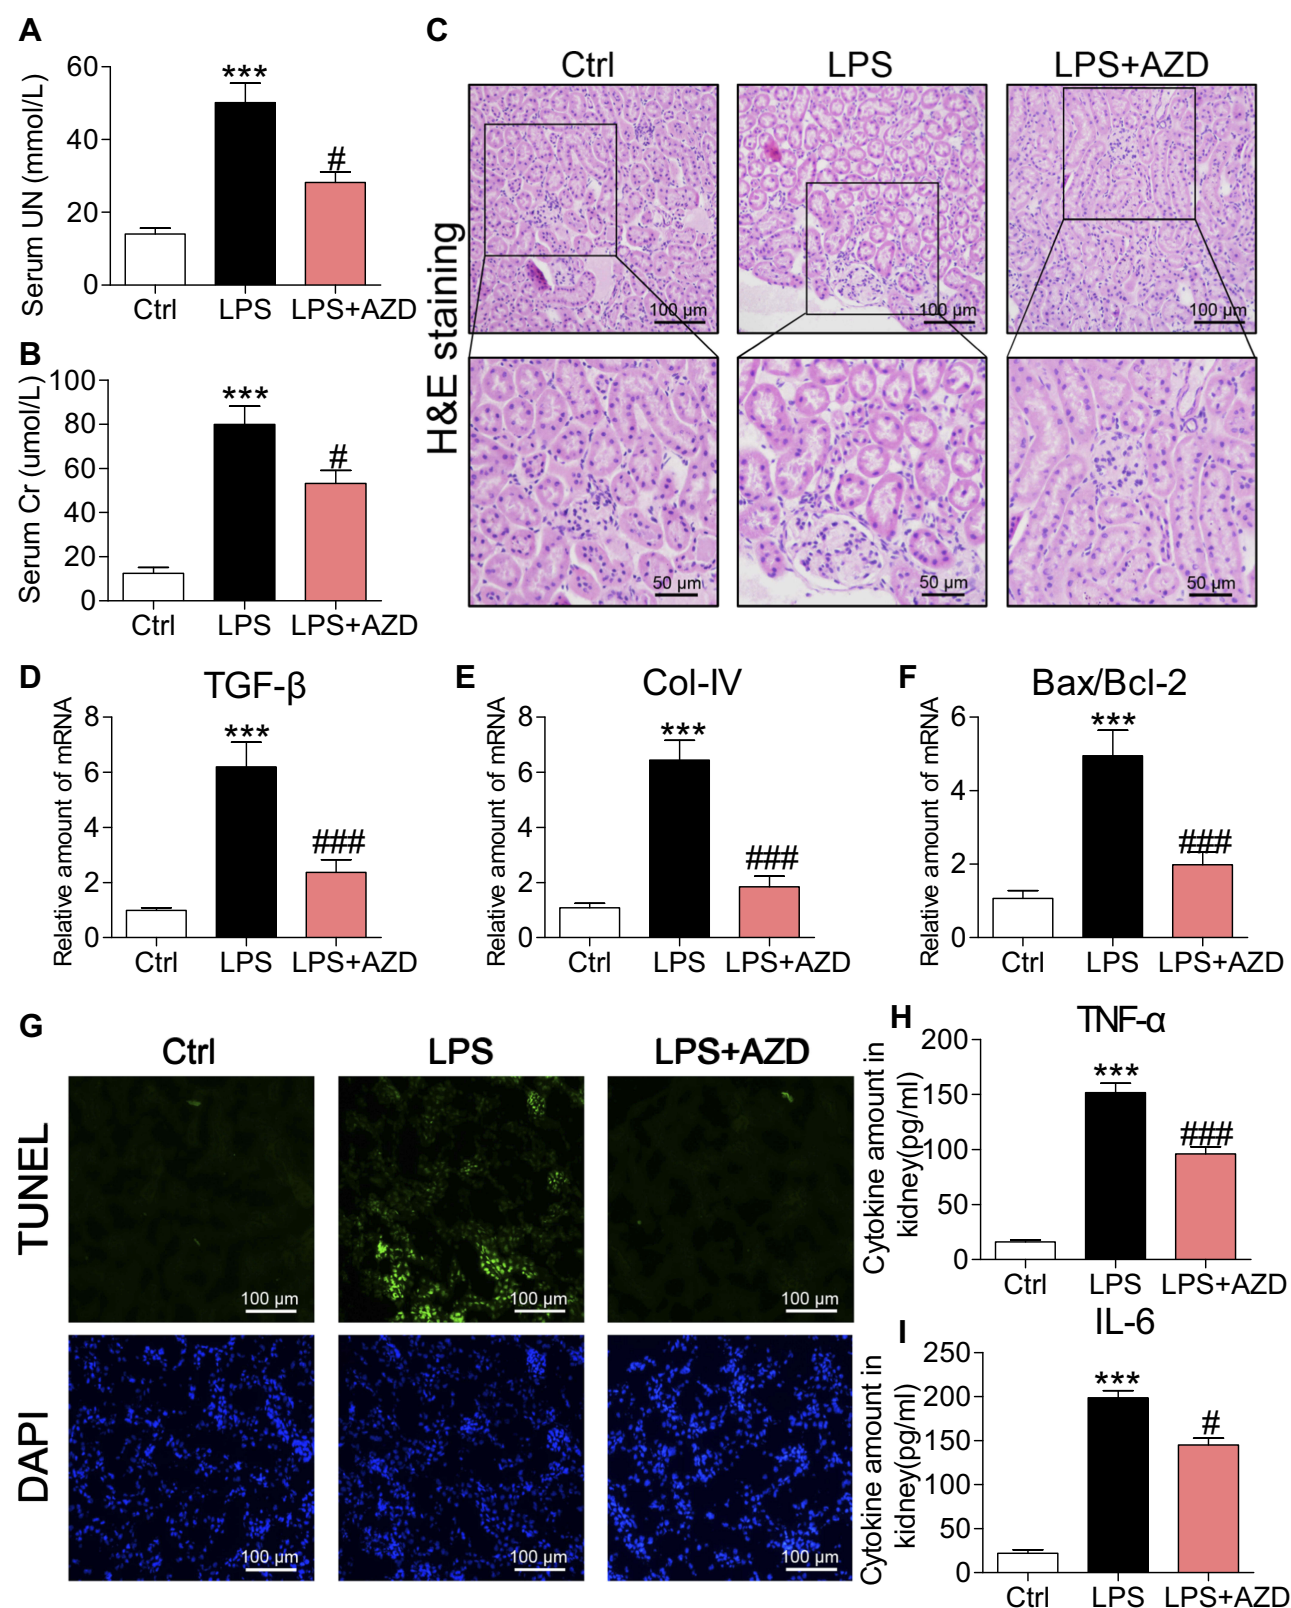 A
Serum UN (mmol/L)
60
40
20
0
***
#
Ctrl LPS LPS+AZD
B
Serum Cr (umol/L)
100
80
60
40
20
0
***
#
Ctrl LPS LPS+AZD
C
Ctrl LPS LPS+AZD
H&E staining
100 μm 100 μm 100 μm
50 μm 50 μm 50 μm
D
TGF-β
Relative amount of mRNA
8
6
4
2
0
***
###
Ctrl LPS LPS+AZD
E
Col-IV
Relative amount of mRNA
8
6
4
2
0
***
###
Ctrl LPS LPS+AZD
F
Bax/Bcl-2
Relative amount of mRNA
6
4
2
0
***
###
Ctrl LPS LPS+AZD
G
Ctrl LPS LPS+AZD
TUNEL
100 μm 100 μm 100 μm
DAPI
100 μm 100 μm 100 μm
H
TNF-α
Cytokine amount in
kidney(pg/ml)
200
150
100
50
0
***
###
Ctrl LPS LPS+AZD
I
IL-6
Cytokine amount in
kidney(pg/ml)
250
200
150
100
50
0
***
#
Ctrl LPS LPS+AZD